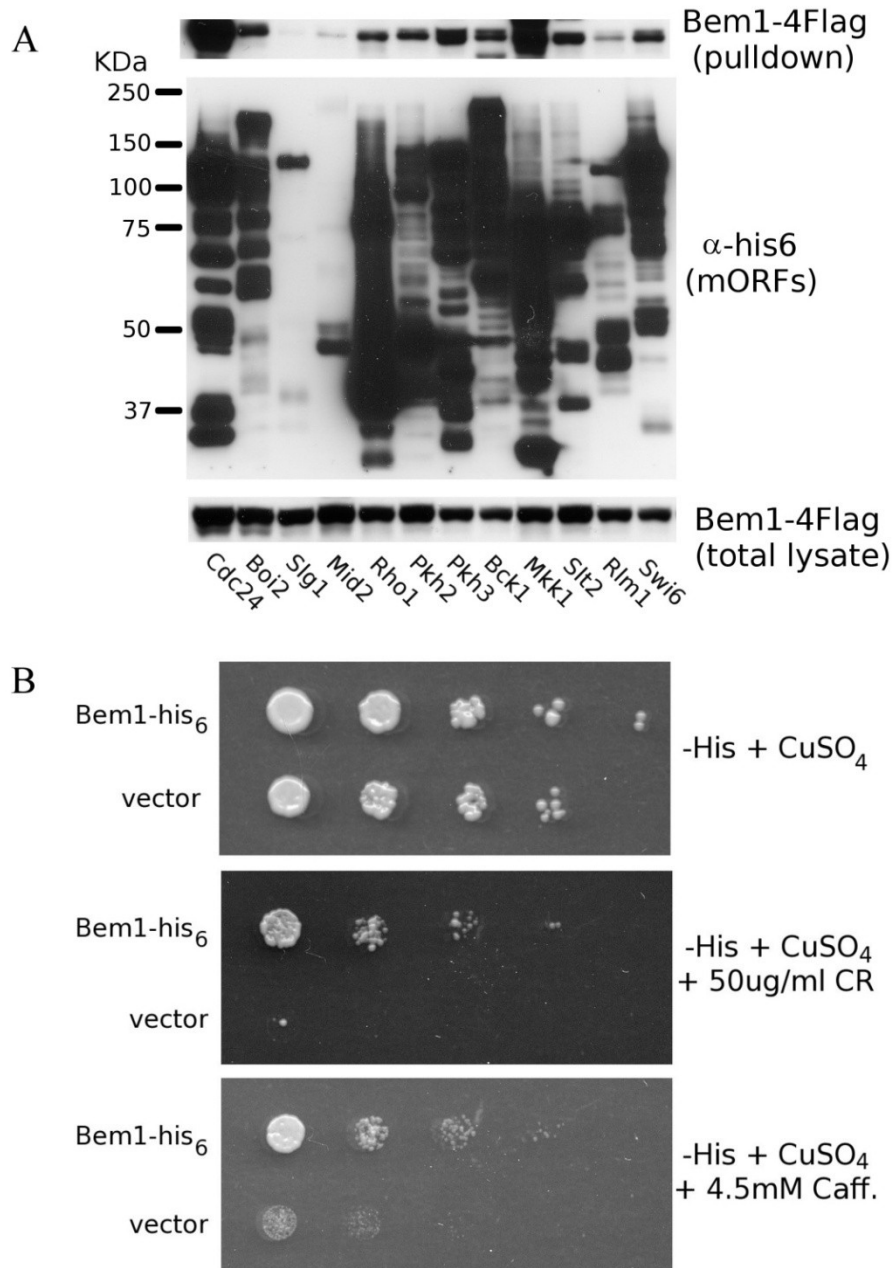 A
Bem1-4Flag
(pulldown)
KDa
250
150
100
75
50
37
α-his6
(mORFs)
Bem1-4Flag
(total lysate)
Cdc24
Boi2
Slg1
Mid2
Rho1
Pkh2
Pkh3
Bck1
Mkk1
Slt2
Rlm1
Swi6
B
Bem1-his6
vector
-His + CuSO4
Bem1-his6
vector
-His + CuSO4
+ 50ug/ml CR
Bem1-his6
vector
-His + CuSO4
+ 4.5mM Caff.